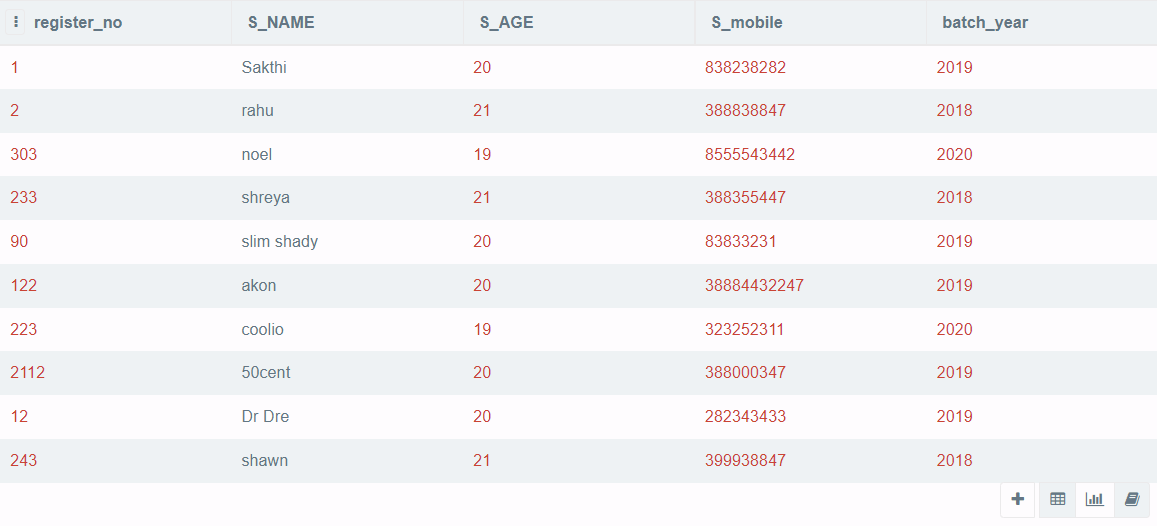 register_no S_NAME S_AGE S_mobile batch_year
1 Sakthi 20 838238282 2019
2 rahu 21 388838847 2018
303 noel 19 8555543442 2020
233 shreya 21 388355447 2018
90 slim shady 20 83833231 2019
122 akon 20 38884432247 2019
223 coolio 19 323252311 2020
2112 50cent 20 388000347 2019
12 Dr Dre 20 282343433 2019
243 shawn 21 399938847 2018